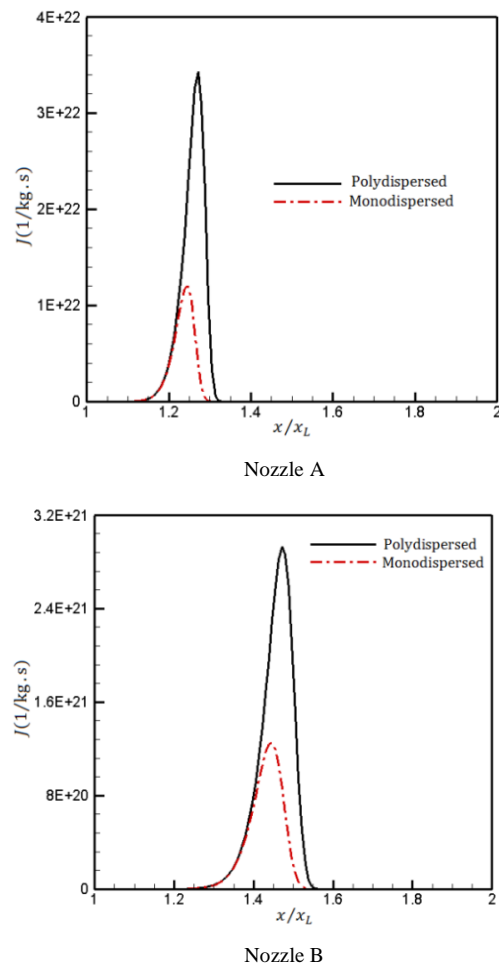 4E+22
3E+22
2E+22
1E+22
0
J(1/kg.s)
Polydispersed
Monodispersed
1 1.2 1.4 1.6 1.8 2
x/x_L
Nozzle A
3.2E+21
2.4E+21
1.6E+21
8E+20
0
J(1/kg.s)
Polydispersed
Monodispersed
1 1.2 1.4 1.6 1.8 2
x/x_L
Nozzle B